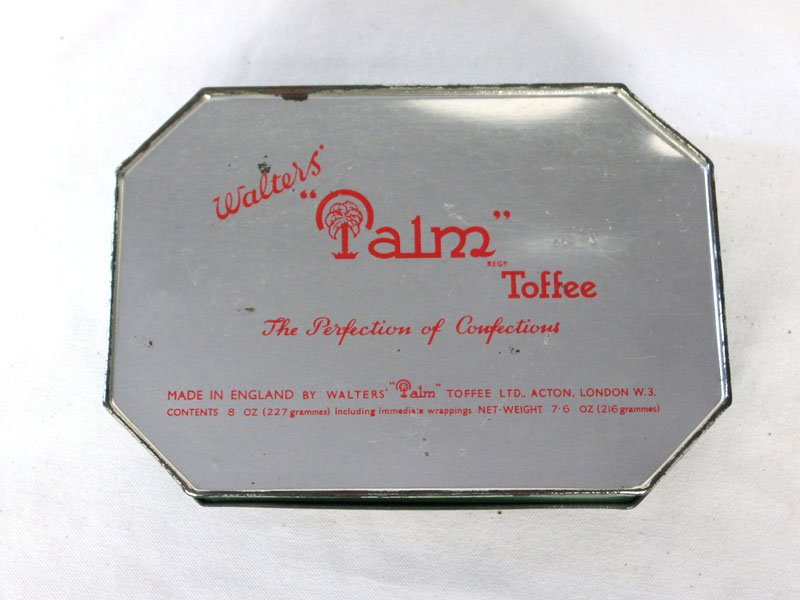 Walters'
"Palm"
REGD
Toffee
The Perfection of Confections
MADE IN ENGLAND BY WALTERS' "Palm" TOFFEE LTD., ACTON, LONDON W.3.
CONTENTS 8 OZ (227 grammes) Including immediate wrappings NET·WEIGHT 7·6 OZ (216 grammes)